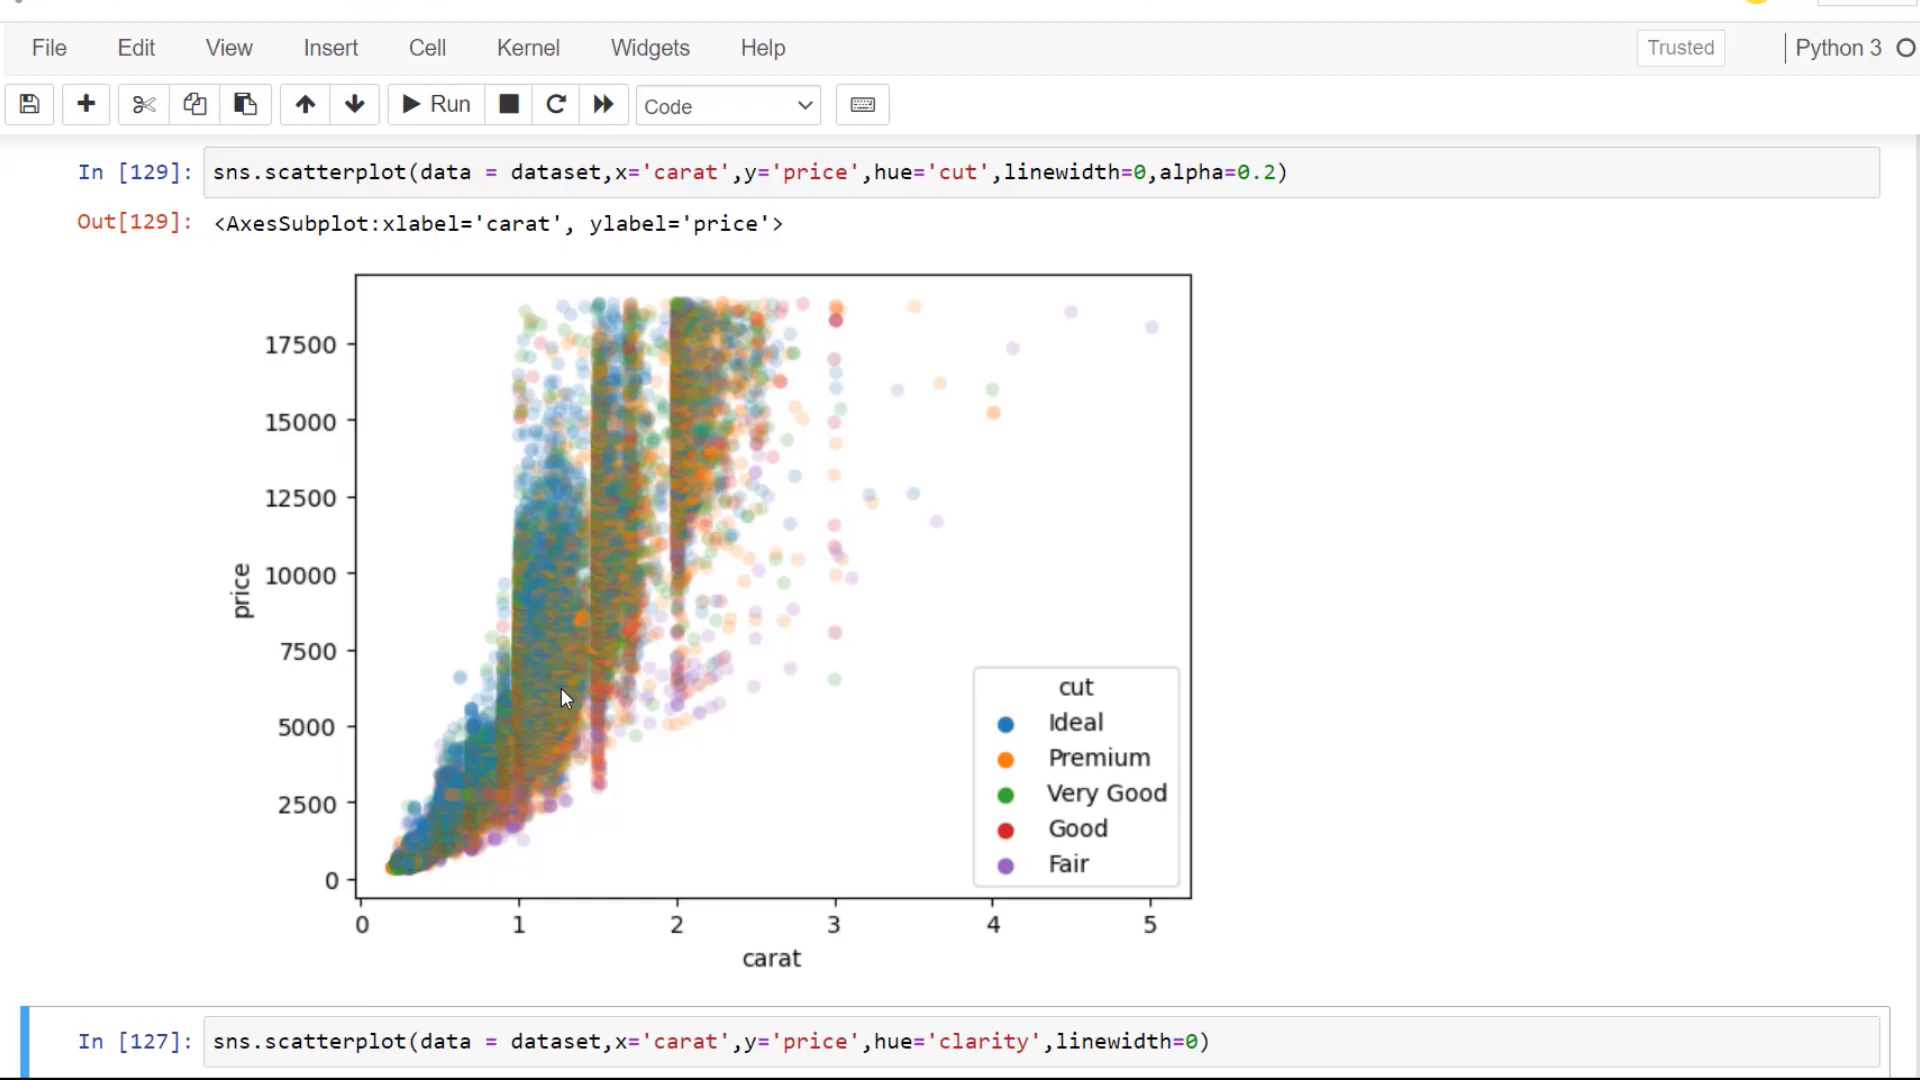 File Edit View Insert Cell Kernel Widgets Help Trusted Python 3
Run Code
In [129]: sns.scatterplot(data = dataset,x='carat',y='price',hue='cut',linewidth=0,alpha=0.2)
Out[129]: <AxesSubplot:xlabel='carat', ylabel='price'>
17500
15000
12500
10000
7500
5000
2500
0
price
cut
Ideal
Premium
Very Good
Good
Fair
0 1 2 3 4 5
carat
In [127]: sns.scatterplot(data = dataset,x='carat',y='price',hue='clarity',linewidth=0)